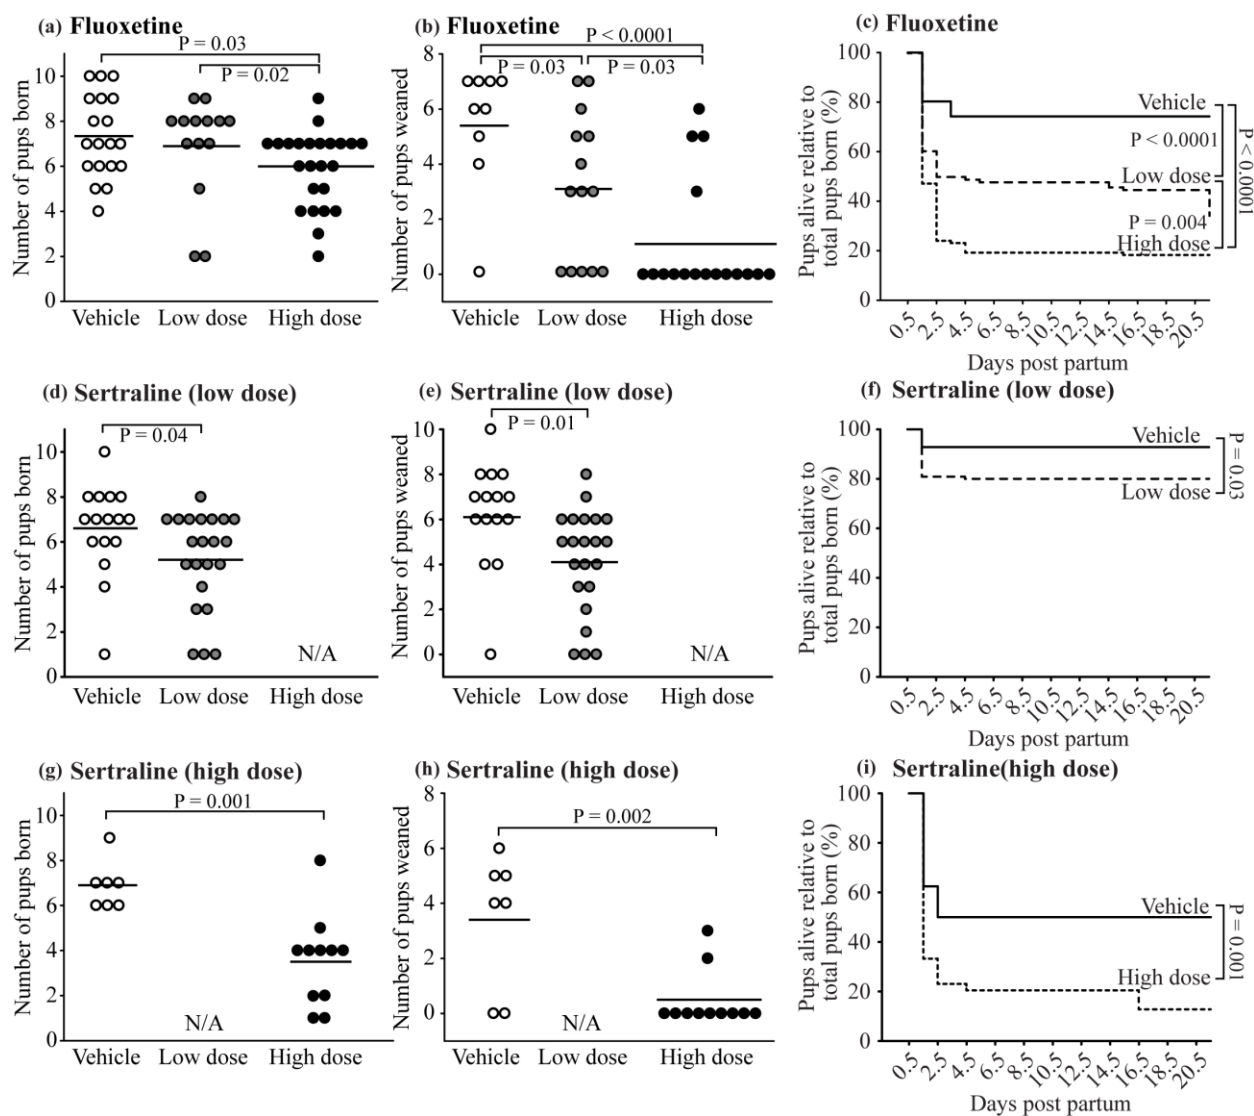 (a) Fluoxetine
P = 0.03
P = 0.02
Number of pups born
10
8
6
4
2
0
Vehicle Low dose High dose
(b) Fluoxetine
P < 0.0001
P = 0.03 P = 0.03
Number of pups weaned
8
6
4
2
0
Vehicle Low dose High dose
(c) Fluoxetine
Pups alive relative to
total pups born (%)
100
80
60
40
20
0
Vehicle
P < 0.0001
Low dose
P = 0.004
High dose
P < 0.0001
0.5 2.5 4.5 6.5 8.5 10.5 12.5 14.5 16.5 18.5 20.5
Days post partum
(d) Sertraline (low dose)
P = 0.04
Number of pups born
10
8
6
4
2
0
N/A
Vehicle Low dose High dose
(e) Sertraline (low dose)
P = 0.01
Number of pups weaned
10
8
6
4
2
0
N/A
Vehicle Low dose High dose
(f) Sertraline (low dose)
Pups alive relative to
total pups born (%)
100
80
60
40
20
0
Vehicle
Low dose
P = 0.03
0.5 2.5 4.5 6.5 8.5 10.5 12.5 14.5 16.5 18.5 20.5
Days post partum
(g) Sertraline (high dose)
P = 0.001
Number of pups born
10
8
6
4
2
0
N/A
Vehicle Low dose High dose
(h) Sertraline (high dose)
P = 0.002
Number of pups weaned
8
6
4
2
0
N/A
Vehicle Low dose High dose
(i) Sertraline(high dose)
Pups alive relative to
total pups born (%)
100
80
60
40
20
0
Vehicle
High dose
P = 0.001
0.5 2.5 4.5 6.5 8.5 10.5 12.5 14.5 16.5 18.5 20.5
Days post partum